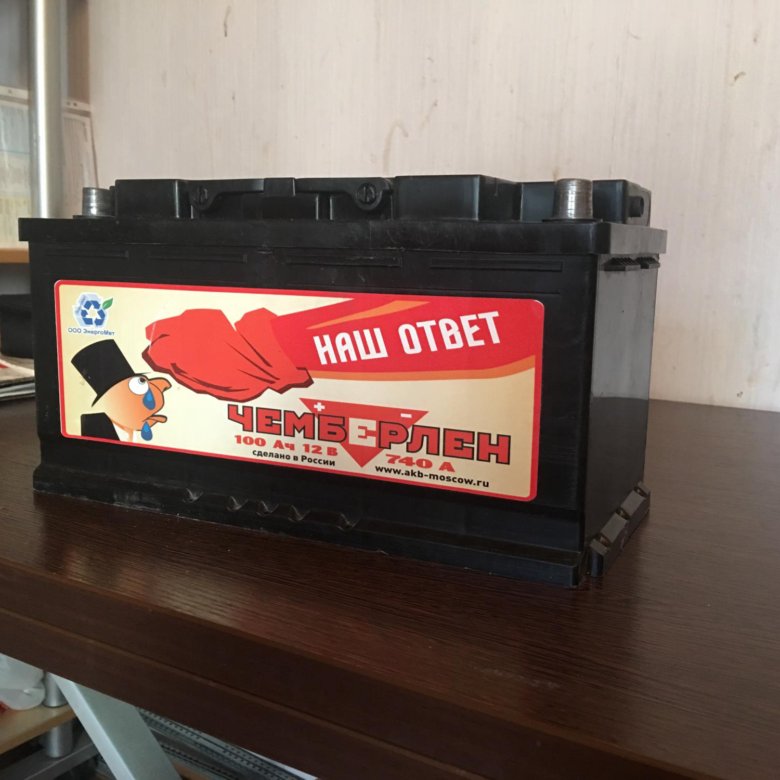 ООО ЭнергоМет
НАШ ОТВЕТ
ЧЕМБЕРЛЕН
+ -
100 Ач 12 В
740 А
сделано в России
www.akb-moscow.ru